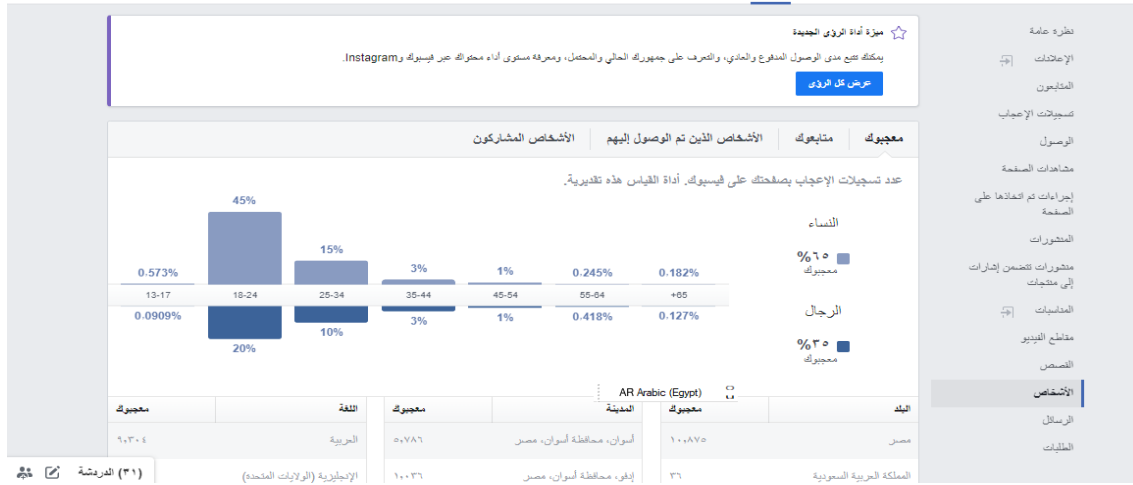 نظرة عامة
الإعلانات
المتابعون
تسجيلات الإعجاب
الوصول
مشاهدات الصفحة
إجراءات تم اتخاذها على
الصفحة
المنشورات
منشورات تتضمن إشارات
إلى منتجات
المناسبات
مقاطع الفيديو
القصص
الأشخاص
الرسائل
الطلبات
ميزة أداة الرؤى الجديدة
يمكنك تتبع مدى الوصول المدفوع والعادي، والتعرف على جمهورك الحالي والمحتمل، ومعرفة مستوى أداء محتواك عبر فيسبوك وInstagram.
عرض كل الرؤى
معجبوك متابعوك الأشخاص الذين تم الوصول إليهم الأشخاص المشاركون
عدد تسجيلات الإعجاب بصفحتك على فيسبوك. أداة القياس هذه تقديرية.
النساء
٦٥%
معجبوك
0.573% 45% 15% 3% 1% 0.245% 0.182%
13-17 18-24 25-34 35-44 45-54 55-64 +65
0.0909% 20% 10% 3% 1% 0.418% 0.127%
الرجال
٣٥%
معجبوك
AR Arabic (Egypt)
البلد معجبوك المدينة معجبوك اللغة معجبوك
مصر ١٠،٨٧٥ أسوان، محافظة أسوان، مصر ٥،٧٨٦ العربية ٩،٣٠٤
المملكة العربية السعودية ٣٦ إدفو، محافظة أسوان، مصر ١،٠٣٦ الإنجليزية (الولايات المتحدة)
(٣١) الدردشة